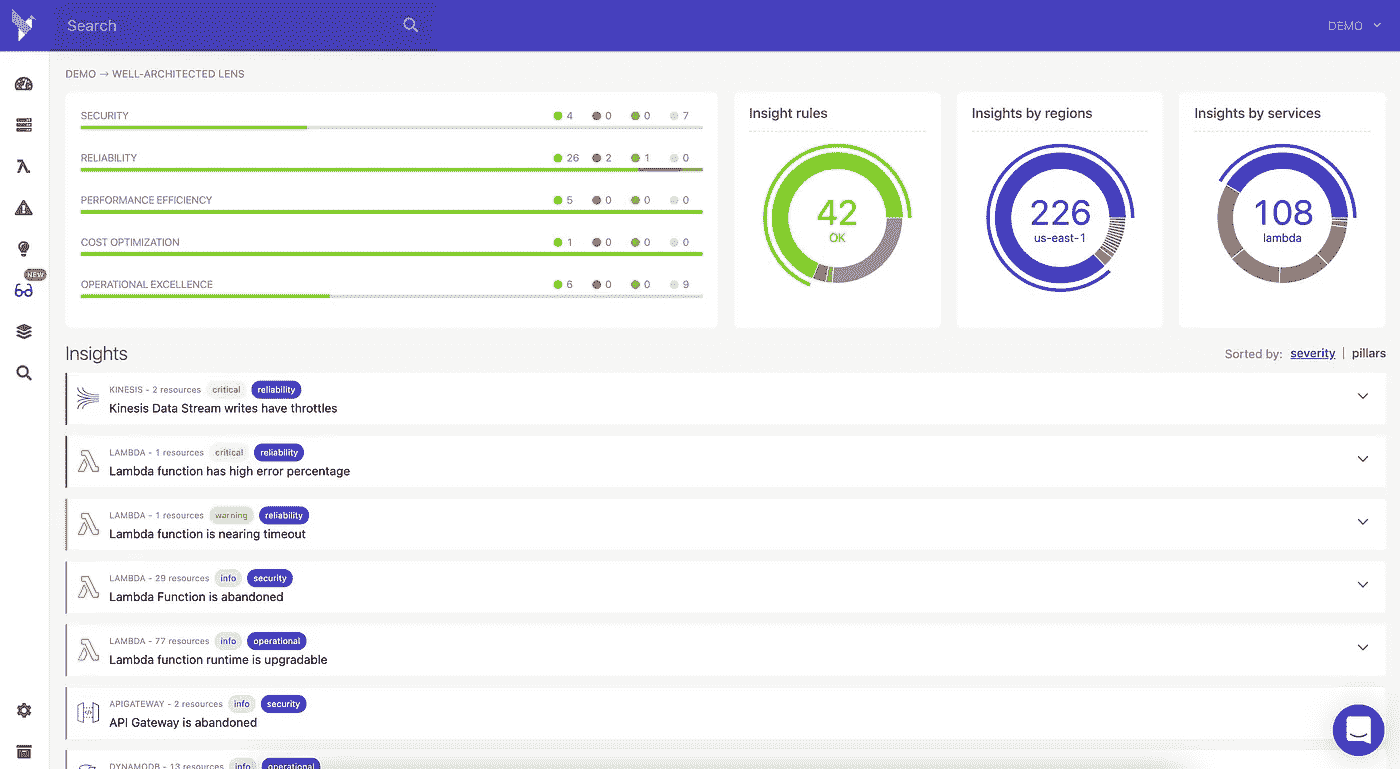 Search
DEMO
DEMO → WELL-ARCHITECTED LENS
SECURITY 4 0 0 7
RELIABILITY 26 2 1 0
PERFORMANCE EFFICIENCY 5 0 0 0
COST OPTIMIZATION 1 0 0 0
OPERATIONAL EXCELLENCE 6 0 0 9
Insight rules
42
OK
Insights by regions
226
us-east-1
Insights by services
108
lambda
NEW
Insights
Sorted by: severity | pillars
KINESIS - 2 resources critical reliability
Kinesis Data Stream writes have throttles
LAMBDA - 1 resources critical reliability
Lambda function has high error percentage
LAMBDA - 1 resources warning reliability
Lambda function is nearing timeout
LAMBDA - 29 resources info security
Lambda Function is abandoned
LAMBDA - 77 resources info operational
Lambda function runtime is upgradable
APIGATEWAY - 2 resources info security
API Gateway is abandoned
DYNAMODB - 13 resources info operational